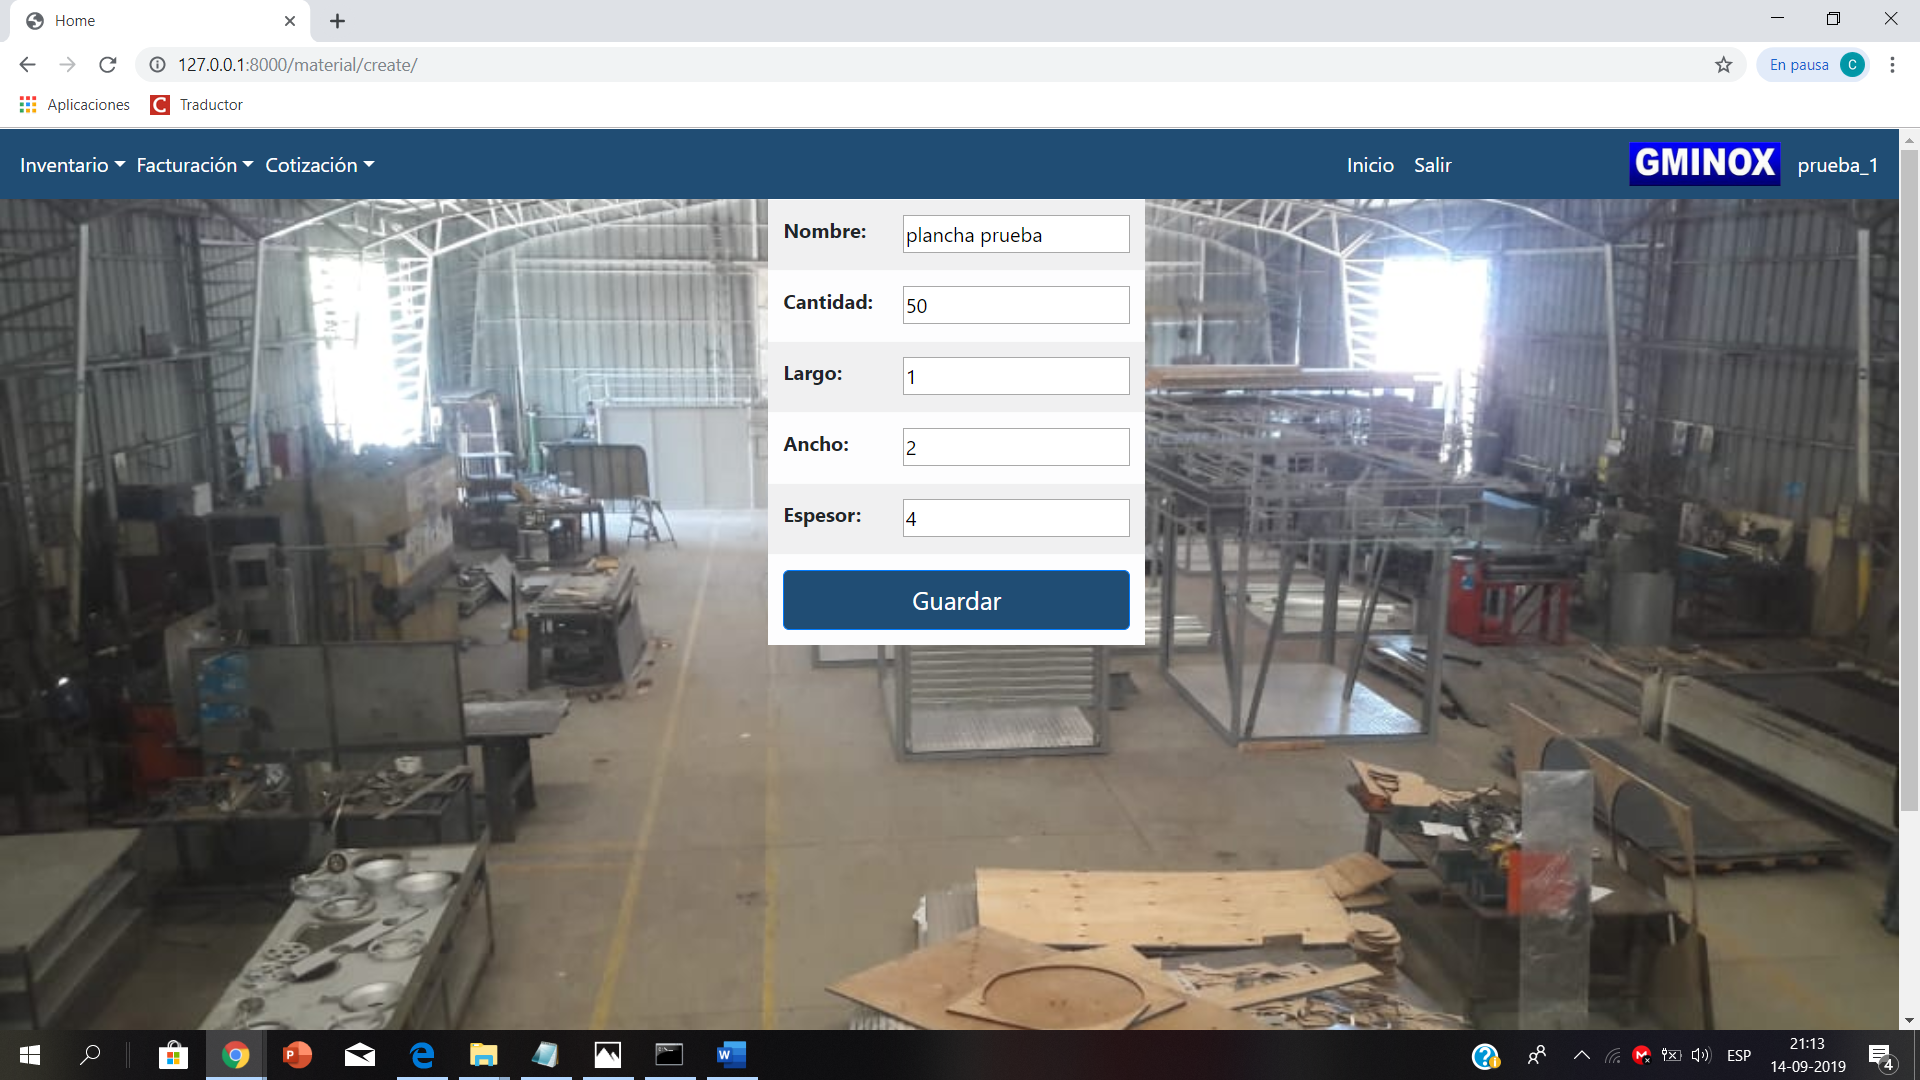 Home
127.0.0.1:8000/material/create/
En pausa C
Aplicaciones C Traductor
Inventario Facturación Cotización Inicio Salir GMINOX prueba_1
Nombre: plancha prueba
Cantidad: 50
Largo: 1
Ancho: 2
Espesor: 4
Guardar
ESP
21:13
14-09-2019
4